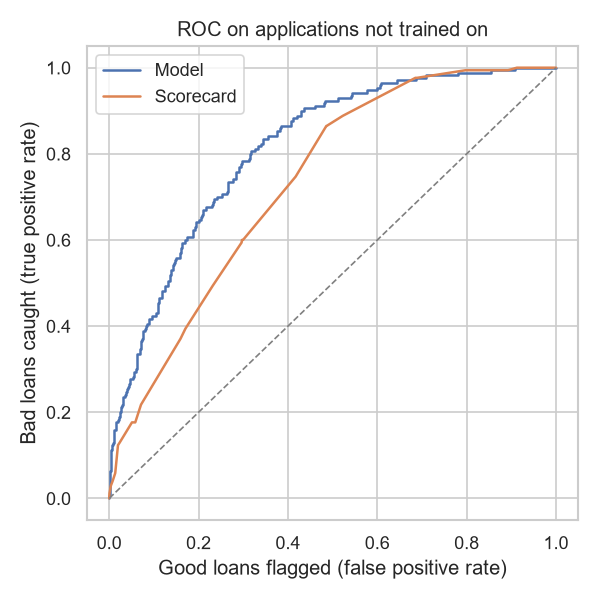 ROC on applications not trained on
Model
Scorecard
Bad loans caught (true positive rate)
1.0
0.8
0.6
0.4
0.2
0.0
0.0 0.2 0.4 0.6 0.8 1.0
Good loans flagged (false positive rate)